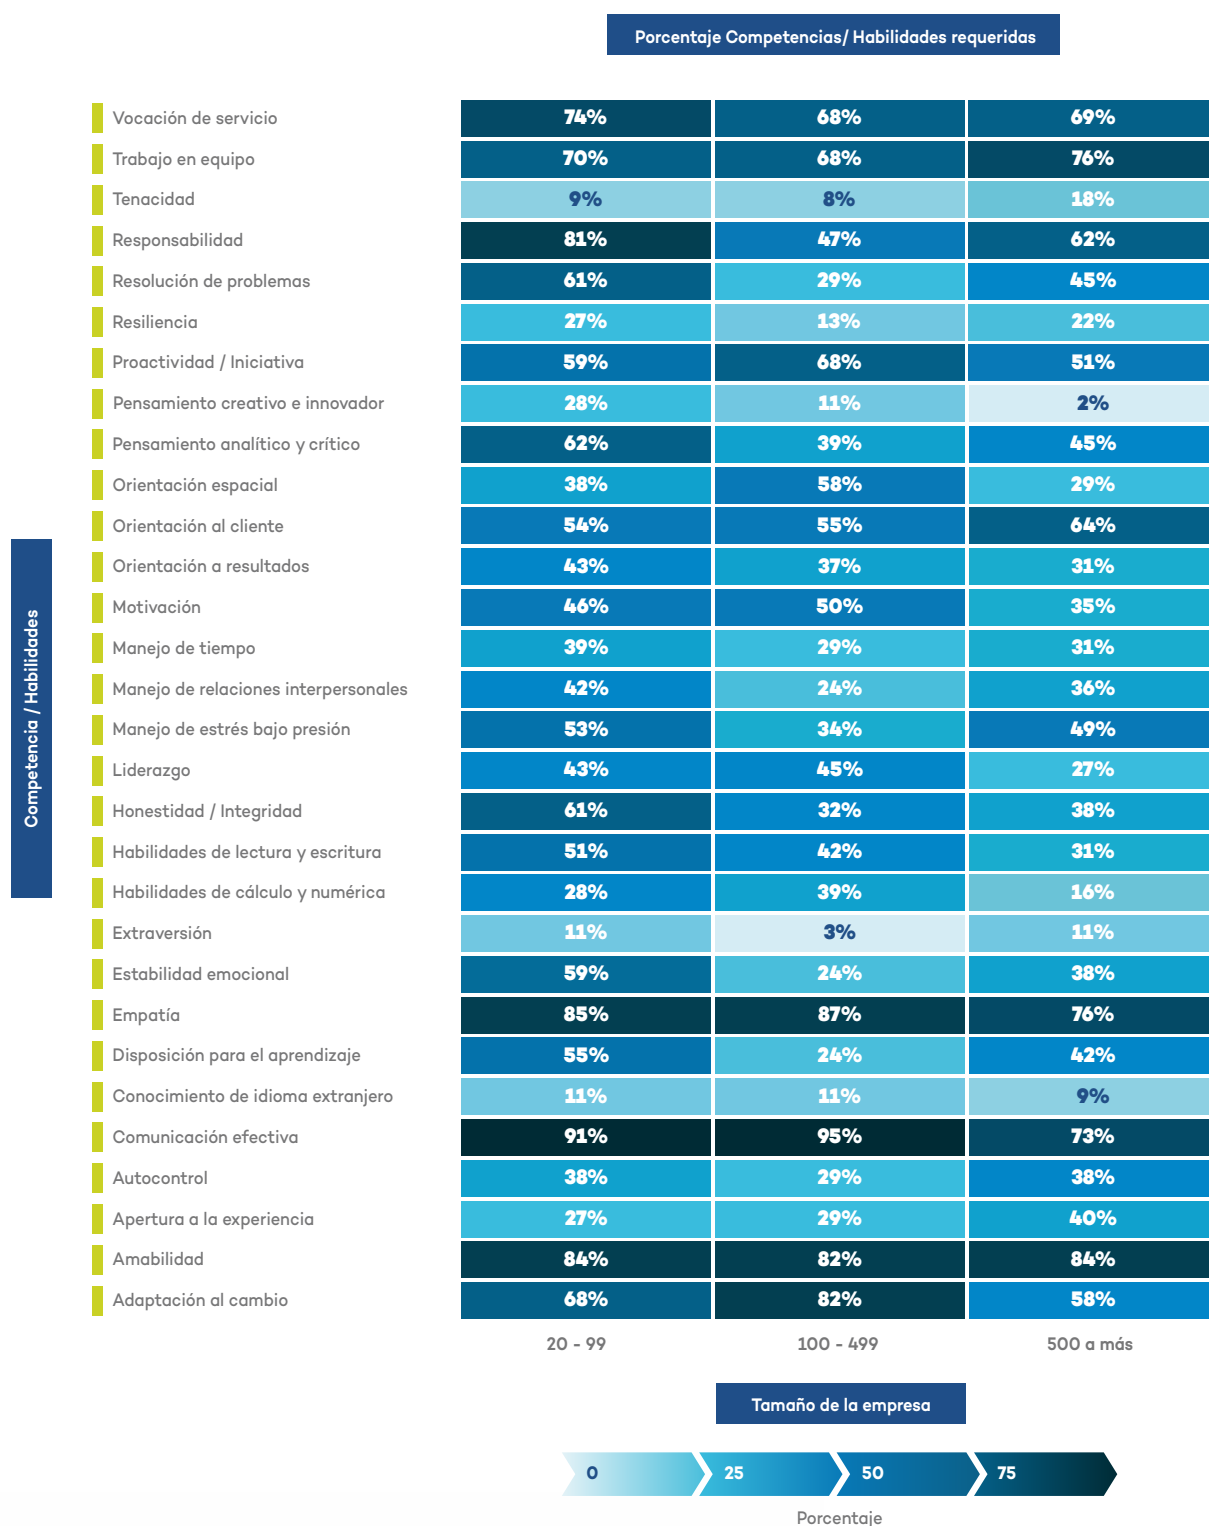 Porcentaje Competencias/ Habilidades requeridas
Vocación de servicio 74% 68% 69%
Trabajo en equipo 70% 68% 76%
Tenacidad 9% 8% 18%
Responsabilidad 81% 47% 62%
Resolución de problemas 61% 29% 45%
Resiliencia 27% 13% 22%
Proactividad / Iniciativa 59% 68% 51%
Pensamiento creativo e innovador 28% 11% 2%
Pensamiento analítico y crítico 62% 39% 45%
Orientación espacial 38% 58% 29%
Orientación al cliente 54% 55% 64%
Orientación a resultados 43% 37% 31%
Motivación 46% 50% 35%
Manejo de tiempo 39% 29% 31%
Manejo de relaciones interpersonales 42% 24% 36%
Manejo de estrés bajo presión 53% 34% 49%
Liderazgo 43% 45% 27%
Honestidad / Integridad 61% 32% 38%
Habilidades de lectura y escritura 51% 42% 31%
Habilidades de cálculo y numérica 28% 39% 16%
Extraversión 11% 3% 11%
Estabilidad emocional 59% 24% 38%
Empatía 85% 87% 76%
Disposición para el aprendizaje 55% 24% 42%
Conocimiento de idioma extranjero 11% 11% 9%
Comunicación efectiva 91% 95% 73%
Autocontrol 38% 29% 38%
Apertura a la experiencia 27% 29% 40%
Amabilidad 84% 82% 84%
Adaptación al cambio 68% 82% 58%
Competencia / Habilidades
20 - 99 100 - 499 500 a más
Tamaño de la empresa
0 25 50 75
Porcentaje